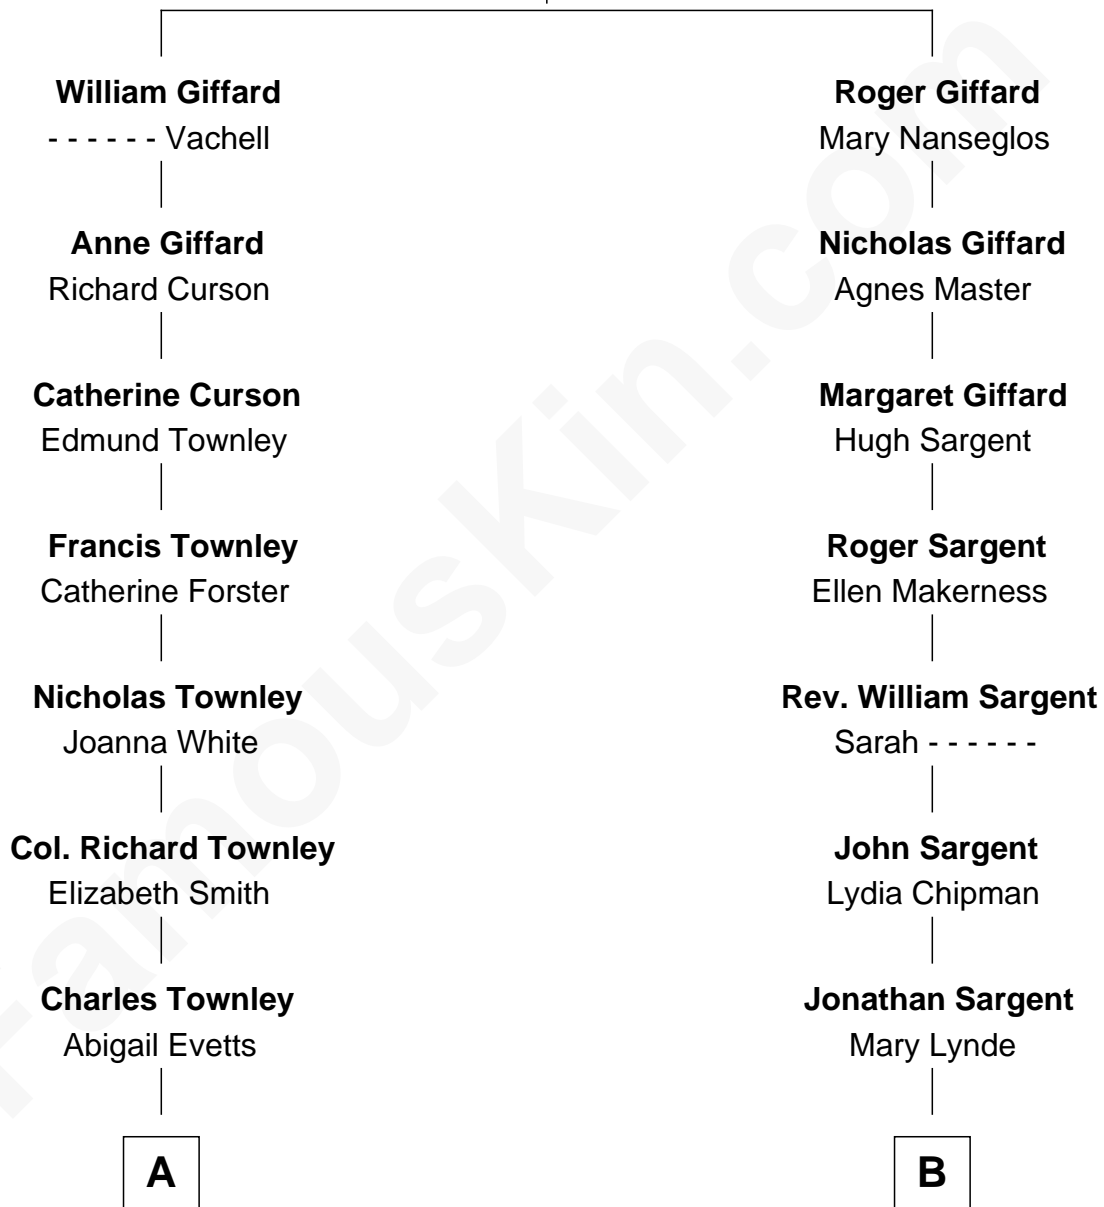 William Giffard
- - - - - - Vachell
Anne Giffard
Richard Curson
Catherine Curson
Edmund Townley
Francis Townley
Catherine Forster
Nicholas Townley
Joanna White
Col. Richard Townley
Elizabeth Smith
Charles Townley
Abigail Evetts
A
Roger Giffard
Mary Nanseglos
Nicholas Giffard
Agnes Master
Margaret Giffard
Hugh Sargent
Roger Sargent
Ellen Makerness
Rev. William Sargent
Sarah - - - - - -
John Sargent
Lydia Chipman
Jonathan Sargent
Mary Lynde
B
FamousKin.com